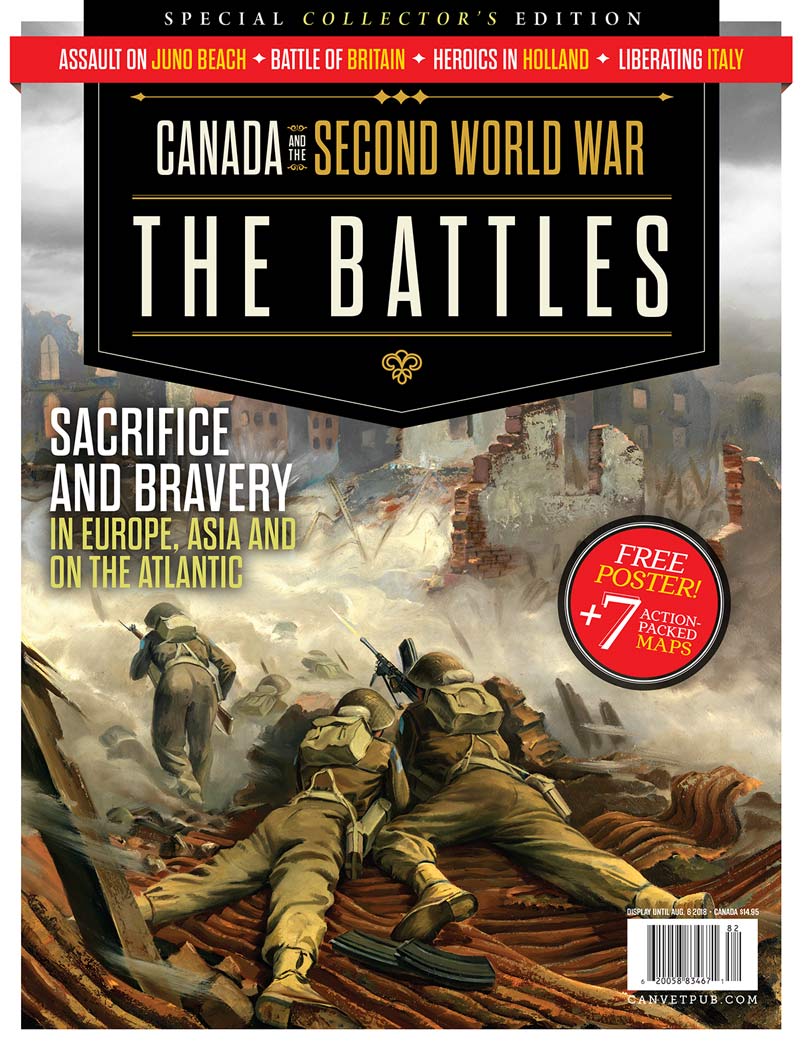 SPECIAL COLLECTOR'S EDITION
ASSAULT ON JUNO BEACH ✦ BATTLE OF BRITAIN ✦ HEROICS IN HOLLAND ✦ LIBERATING ITALY
CANADA AND THE SECOND WORLD WAR
THE BATTLES
SACRIFICE
AND BRAVERY
IN EUROPE, ASIA AND
ON THE ATLANTIC
FREE
POSTER!
+7 ACTION-
PACKED
MAPS
DISPLAY UNTIL AUG. 6 2018 • CANADA $14.95
82
6 20058 83467 1
CANVETPUB.COM